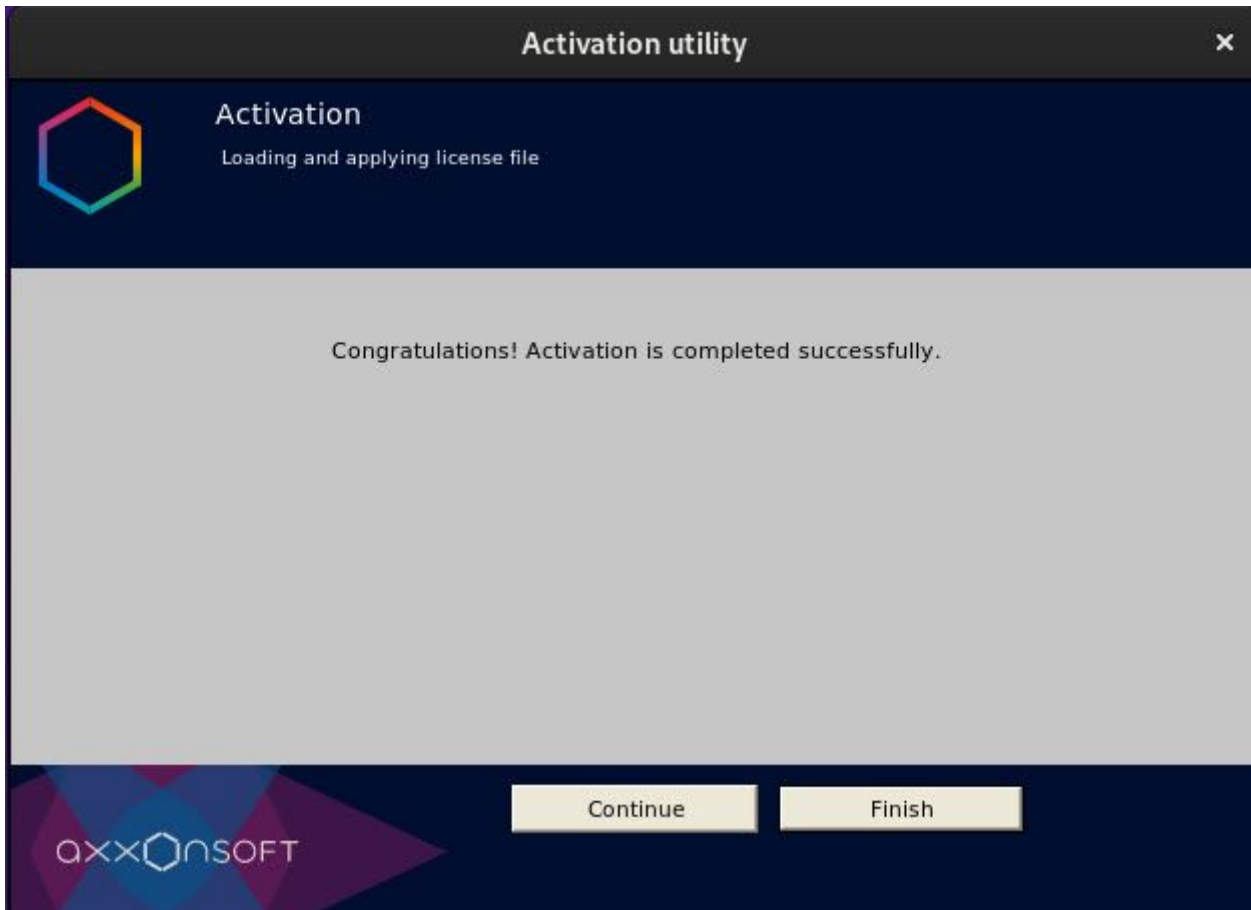 Activation utility
Activation
Loading and applying license file
Congratulations! Activation is completed successfully.
Continue
Finish
axxonsoft